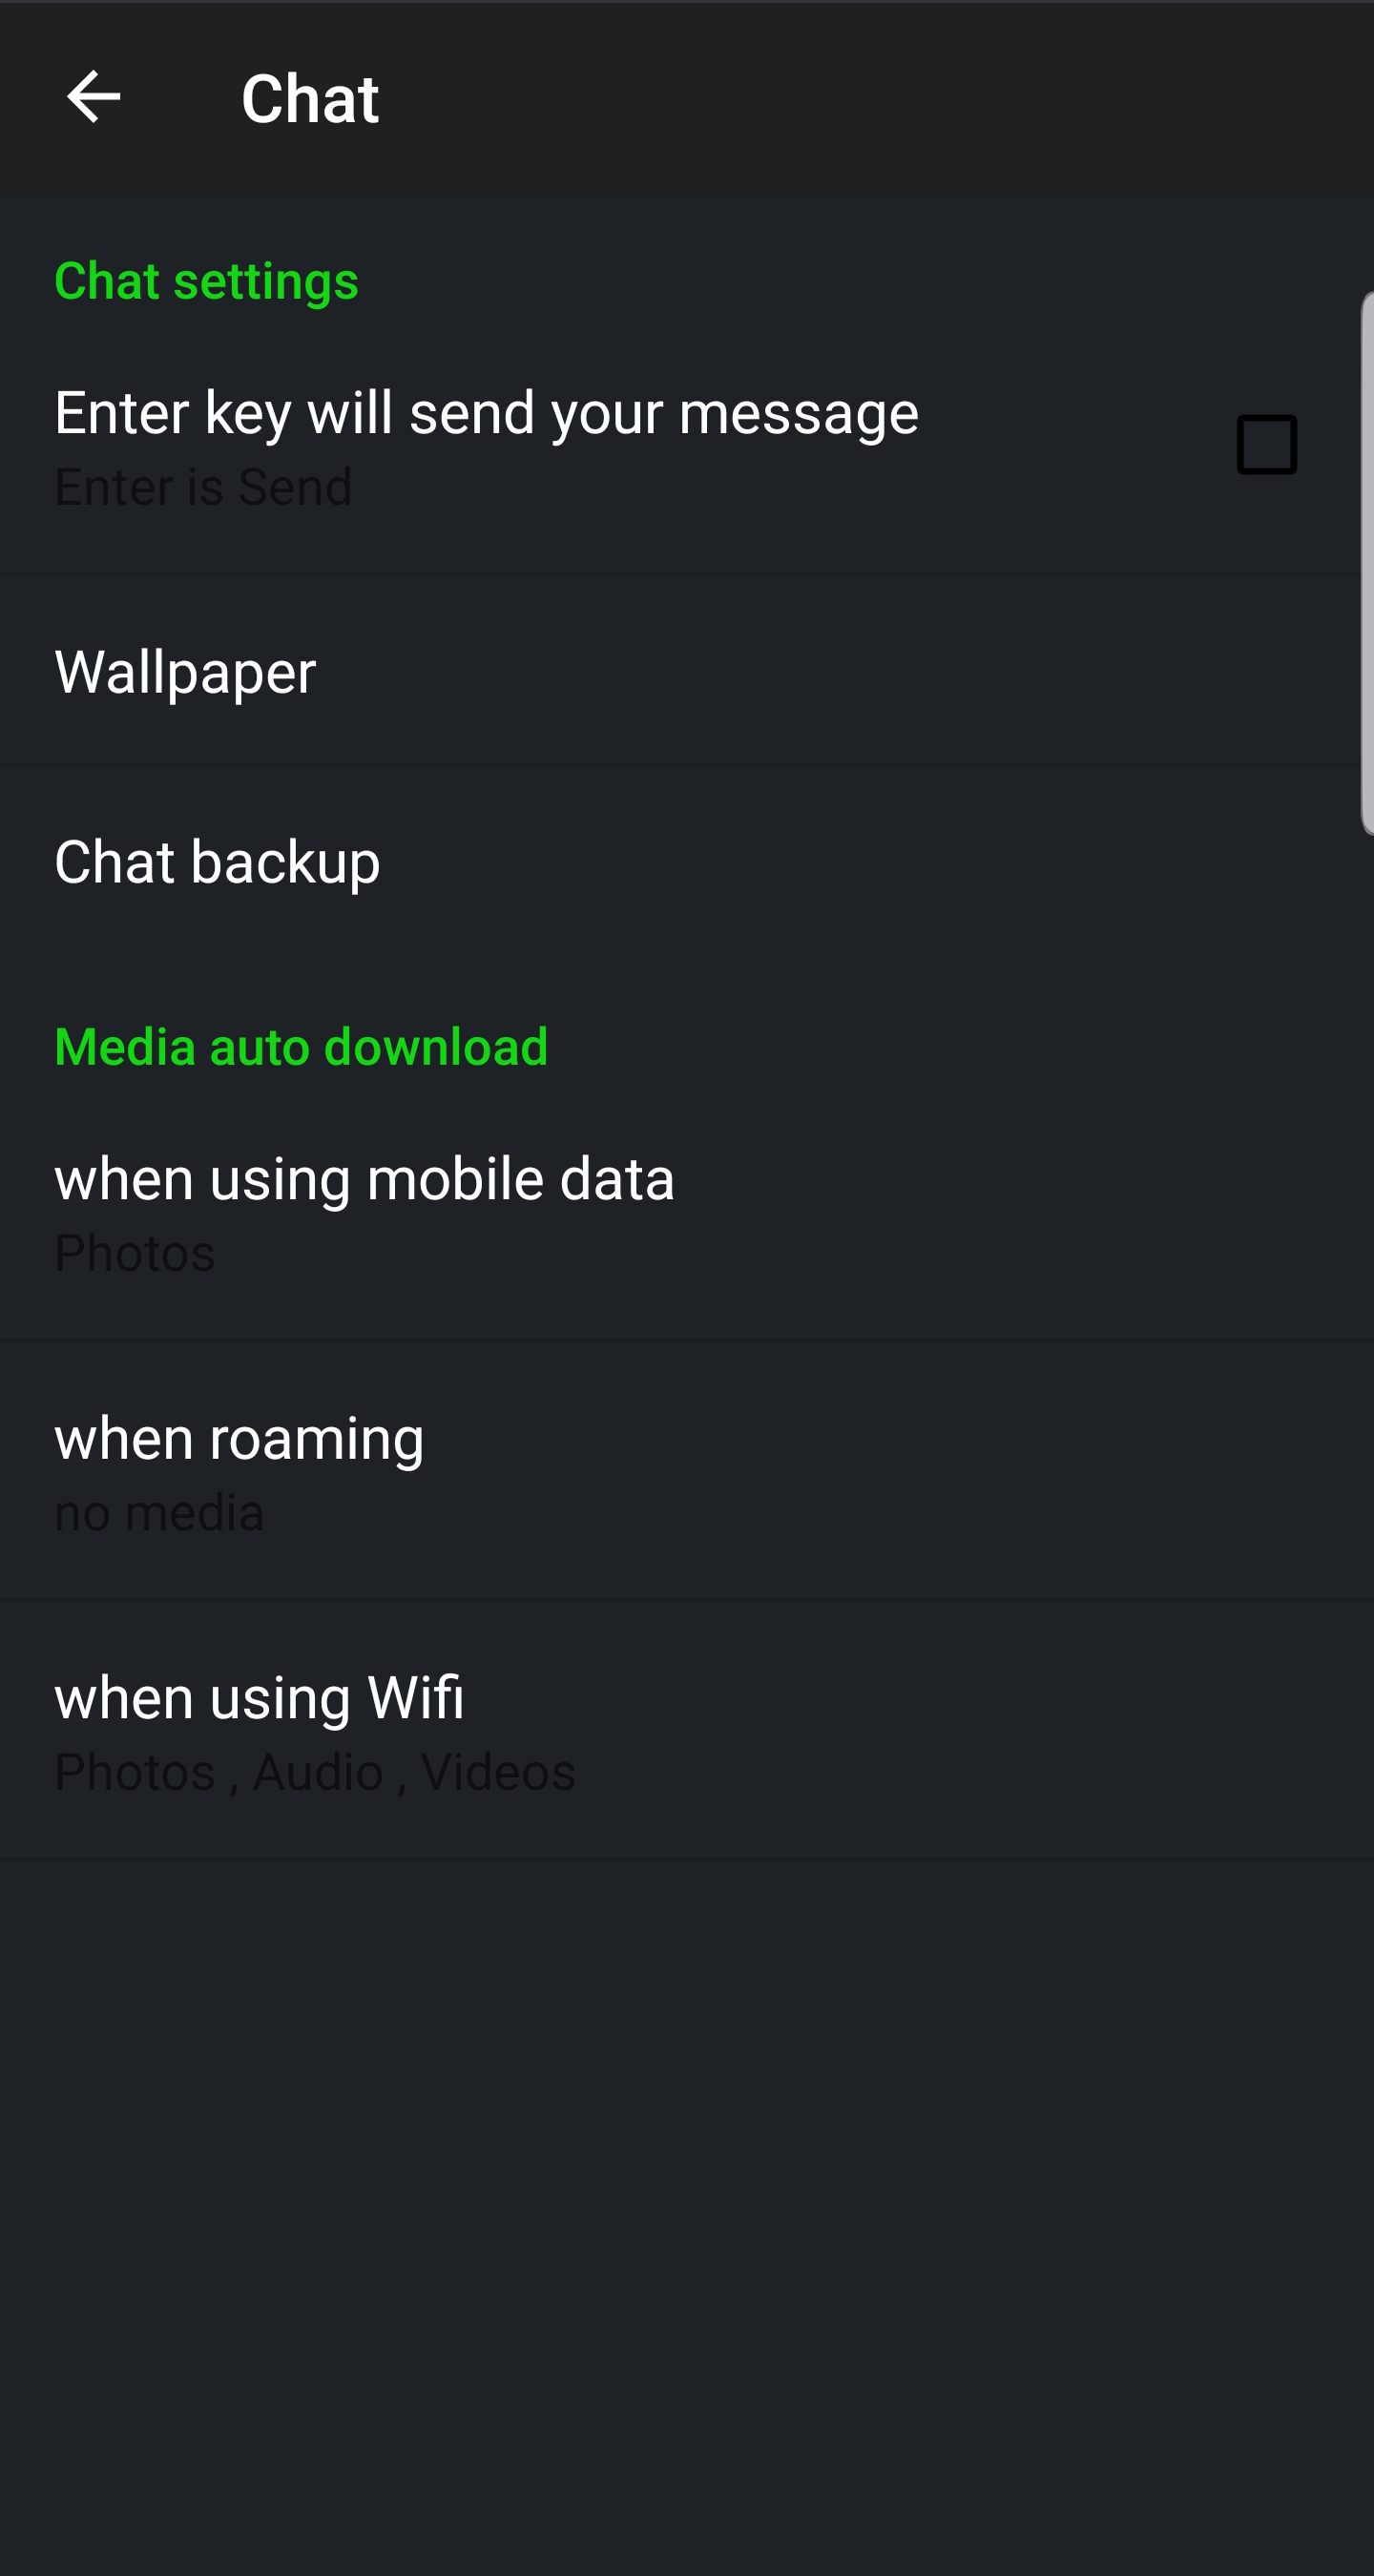 Chat
Chat settings
Enter key will send your message
Enter is Send
Wallpaper
Chat backup
Media auto download
when using mobile data
Photos
when roaming
no media
when using Wifi
Photos , Audio , Videos